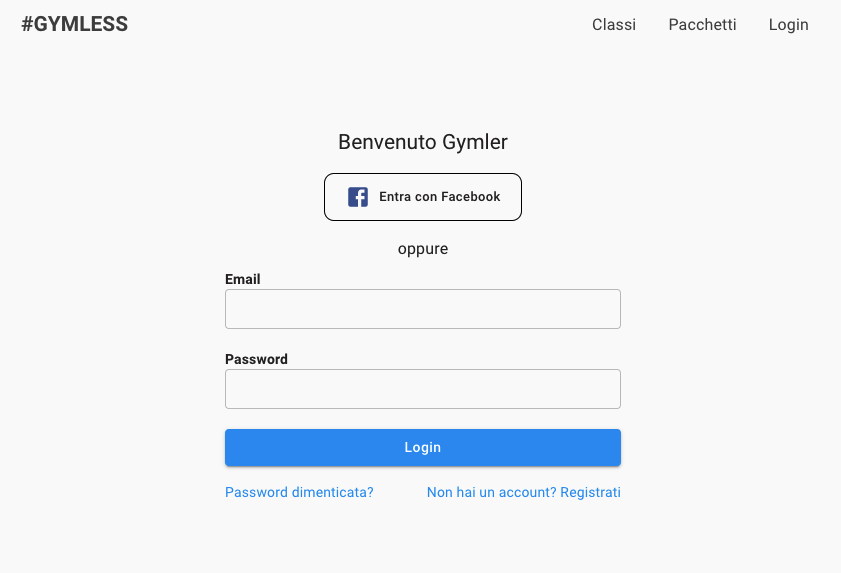 #GYMLESS
Classi Pacchetti Login
Benvenuto Gymler
Entra con Facebook
oppure
Email
Password
Login
Password dimenticata? Non hai un account? Registrati